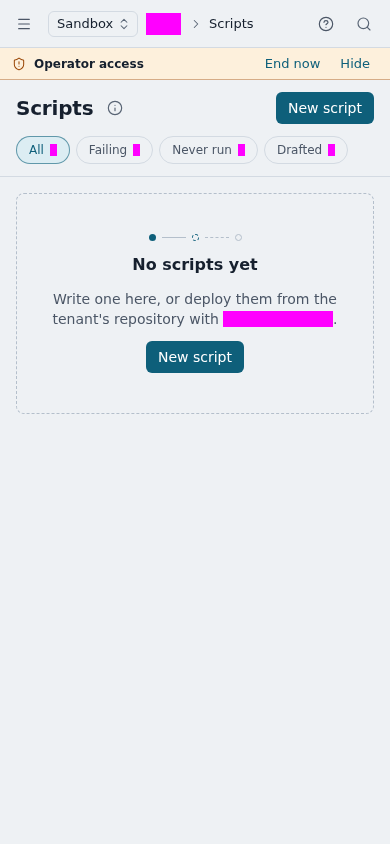 Sandbox > Scripts
Operator access End now Hide
Scripts New script
All Failing Never run Drafted
No scripts yet
Write one here, or deploy them from the
tenant's repository with .
New script